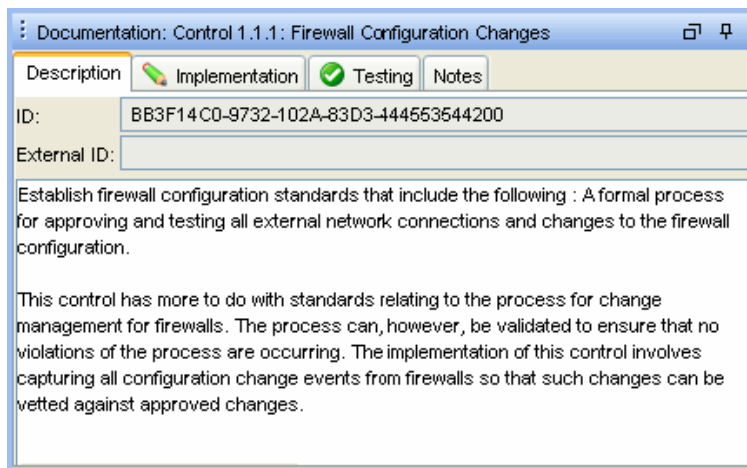 Documentation: Control 1.1.1: Firewall Configuration Changes
Description Implementation Testing Notes
ID: BB3F14C0-9732-102A-83D3-444553544200
External ID:
Establish firewall configuration standards that include the following : A formal process
for approving and testing all external network connections and changes to the firewall
configuration.
This control has more to do with standards relating to the process for change
management for firewalls. The process can, however, be validated to ensure that no
violations of the process are occurring. The implementation of this control involves
capturing all configuration change events from firewalls so that such changes can be
vetted against approved changes.